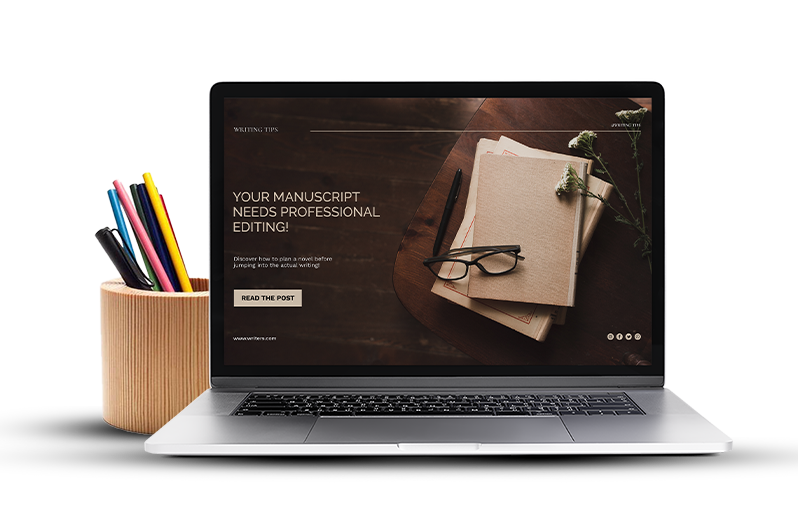 WRITING TIPS
WRITING TIPS
YOUR MANUSCRIPT
NEEDS PROFESSIONAL
EDITING!
Discover how to plan a novel before
jumping into the actual writing!
READ THE POST
www.writers.com